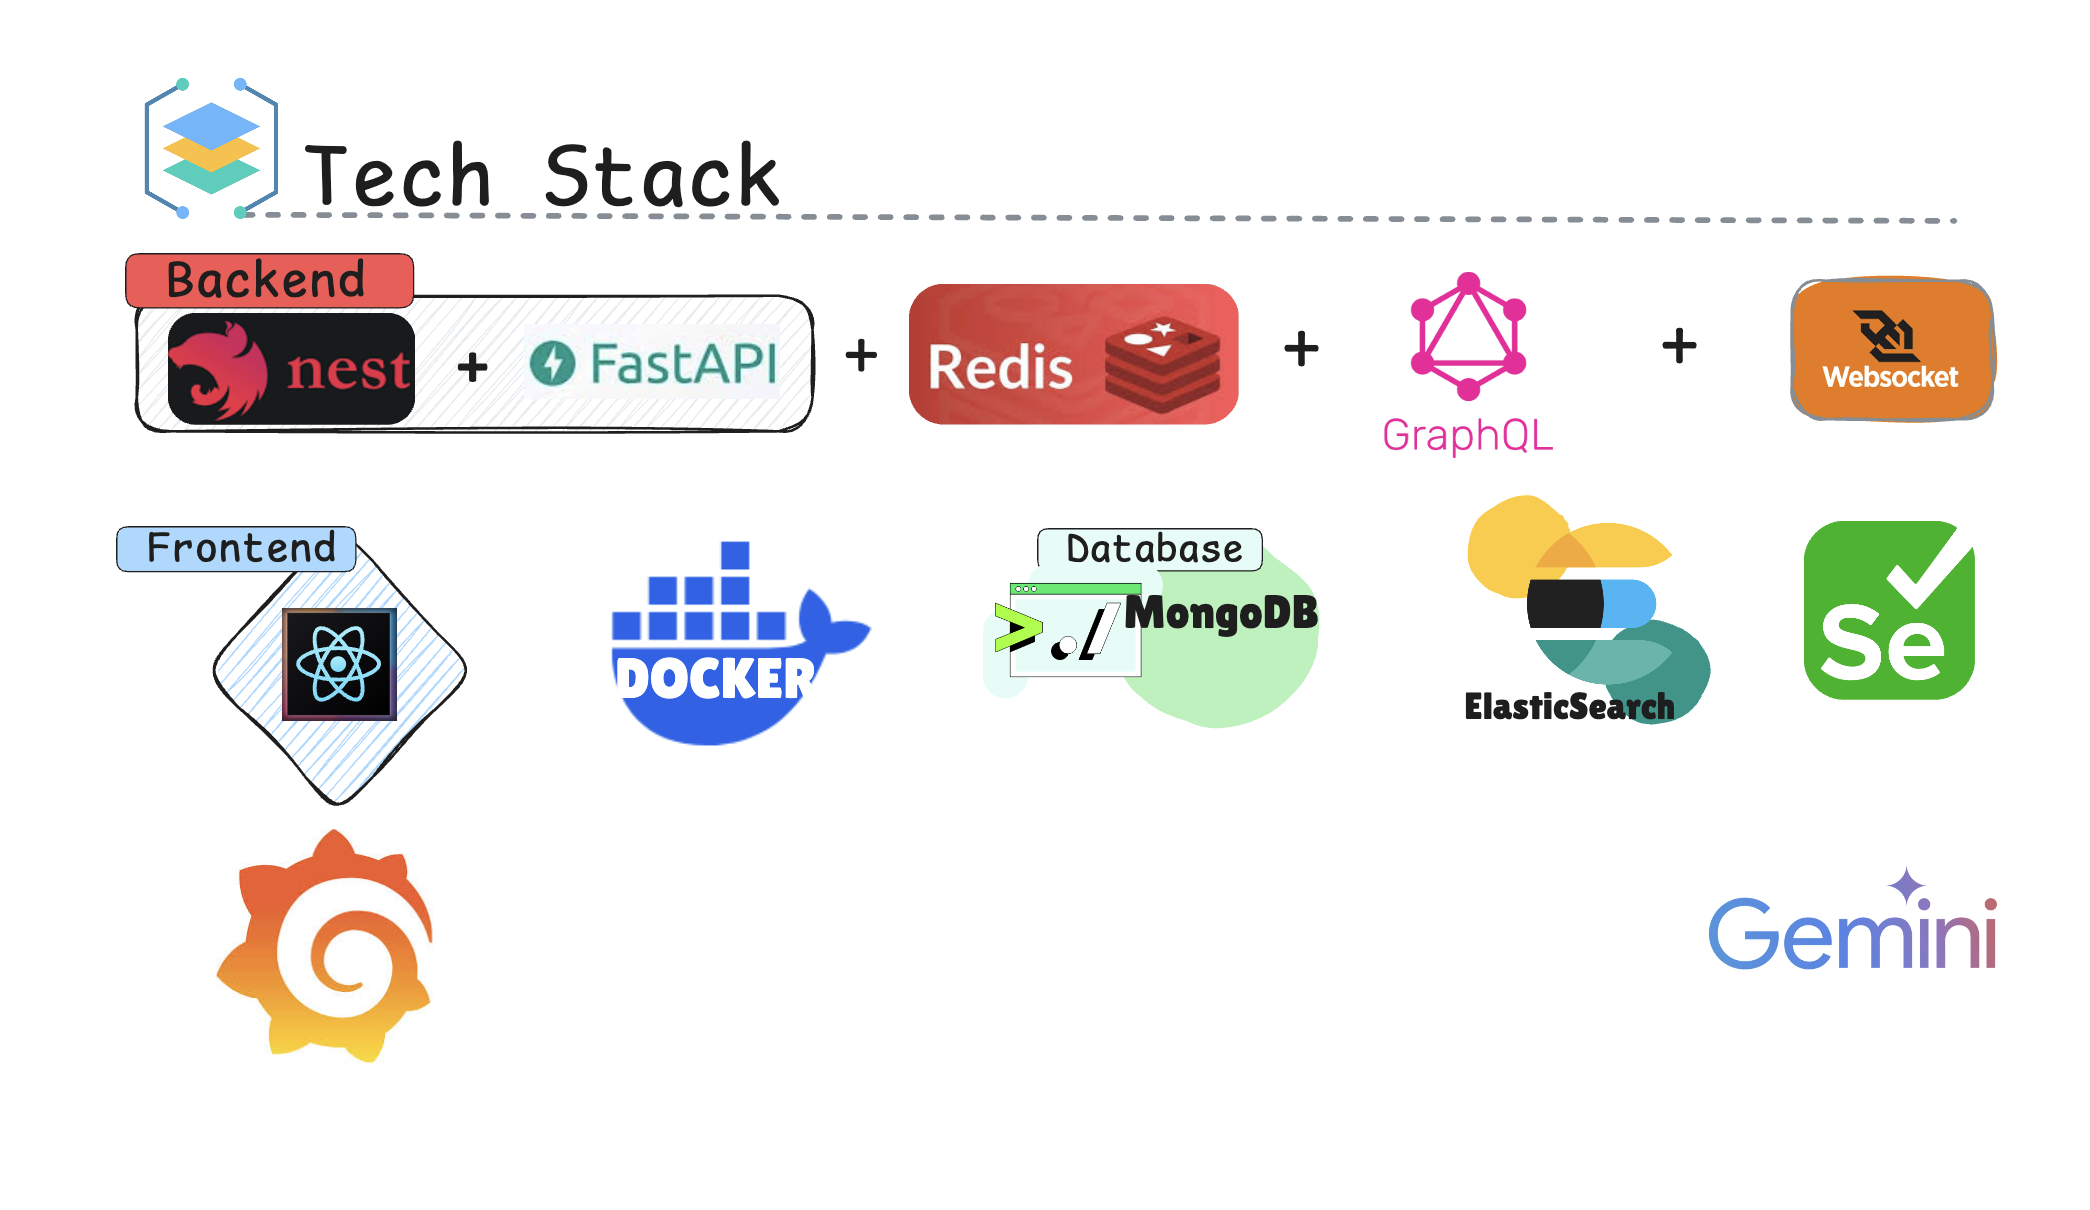 Tech Stack
Backend
nest + FastAPI + Redis + GraphQL + Websocket
Frontend
DOCKER
Database
>_./ MongoDB
ElasticSearch
Se
Gemini